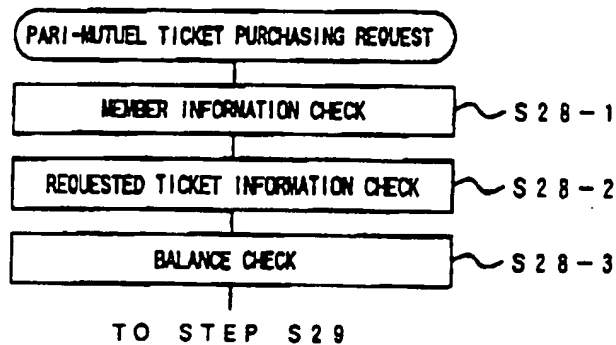 PARI-MUTUEL TICKET PURCHASING REQUEST
MEMBER INFORMATION CHECK S28-1
REQUESTED TICKET INFORMATION CHECK S28-2
BALANCE CHECK S28-3
TO STEP S29